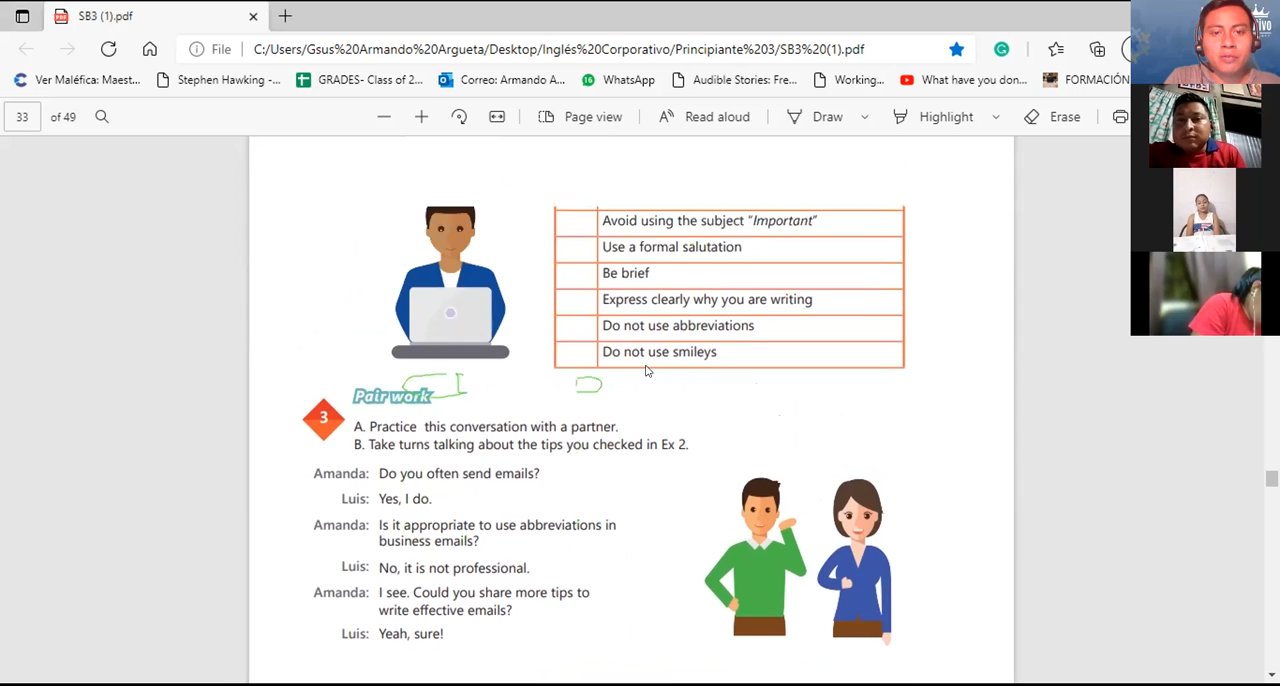 SB3 (1).pdf
File C:/Users/Gsus%20Armando%20Argueta/Desktop/Inglés%20Corporativo/Principiante%203/SB3%20(1).pdf
Ver Maléfica: Maest... Stephen Hawking -... GRADES- Class of 2... Correo: Armando A... WhatsApp Audible Stories: Fre... Working... What have you don... FORMACIÓN
33 of 49 Page view Read aloud Draw Highlight Erase
Avoid using the subject "Important"
Use a formal salutation
Be brief
Express clearly why you are writing
Do not use abbreviations
Do not use smileys
Pair work
3
A. Practice this conversation with a partner.
B. Take turns talking about the tips you checked in Ex 2.
Amanda: Do you often send emails?
Luis: Yes, I do.
Amanda: Is it appropriate to use abbreviations in
business emails?
Luis: No, it is not professional.
Amanda: I see. Could you share more tips to
write effective emails?
Luis: Yeah, sure!